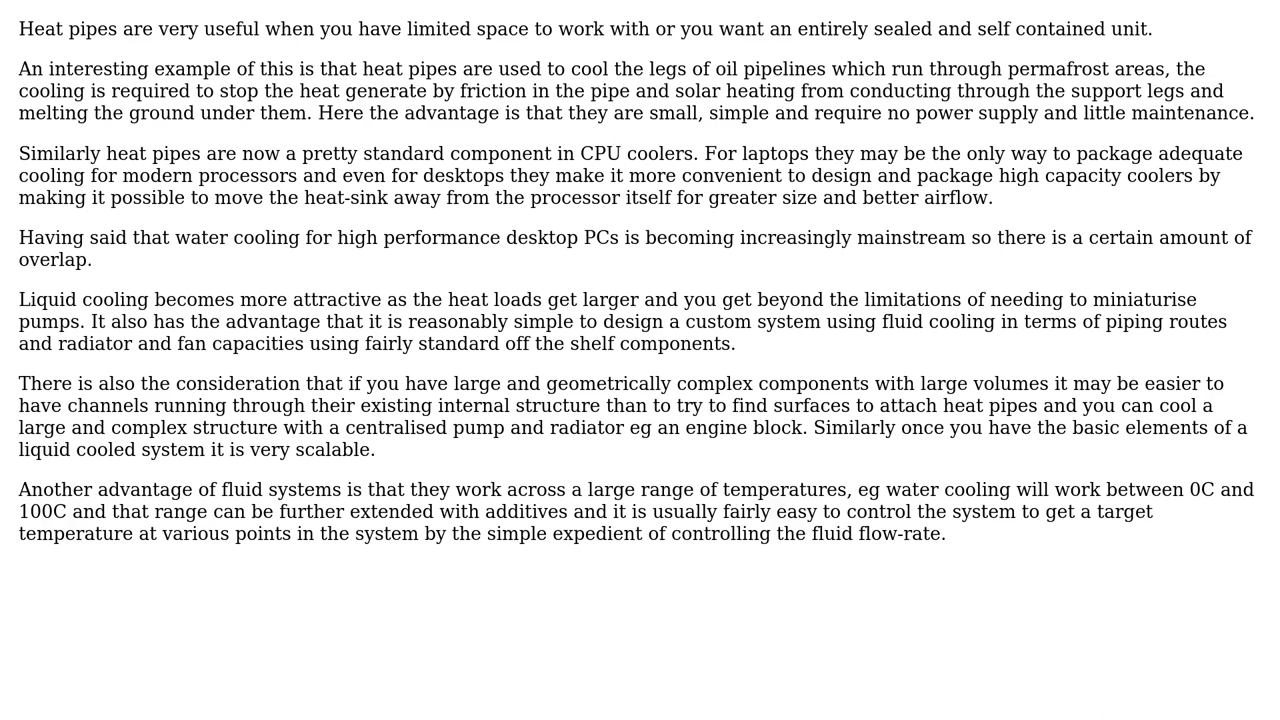 Heat pipes are very useful when you have limited space to work with or you want an entirely sealed and self contained unit.
An interesting example of this is that heat pipes are used to cool the legs of oil pipelines which run through permafrost areas, the
cooling is required to stop the heat generate by friction in the pipe and solar heating from conducting through the support legs and
melting the ground under them. Here the advantage is that they are small, simple and require no power supply and little maintenance.
Similarly heat pipes are now a pretty standard component in CPU coolers. For laptops they may be the only way to package adequate
cooling for modern processors and even for desktops they make it more convenient to design and package high capacity coolers by
making it possible to move the heat-sink away from the processor itself for greater size and better airflow.
Having said that water cooling for high performance desktop PCs is becoming increasingly mainstream so there is a certain amount of
overlap.
Liquid cooling becomes more attractive as the heat loads get larger and you get beyond the limitations of needing to miniaturise
pumps. It also has the advantage that it is reasonably simple to design a custom system using fluid cooling in terms of piping routes
and radiator and fan capacities using fairly standard off the shelf components.
There is also the consideration that if you have large and geometrically complex components with large volumes it may be easier to
have channels running through their existing internal structure than to try to find surfaces to attach heat pipes and you can cool a
large and complex structure with a centralised pump and radiator eg an engine block. Similarly once you have the basic elements of a
liquid cooled system it is very scalable.
Another advantage of fluid systems is that they work across a large range of temperatures, eg water cooling will work between 0C and
100C and that range can be further extended with additives and it is usually fairly easy to control the system to get a target
temperature at various points in the system by the simple expedient of controlling the fluid flow-rate.